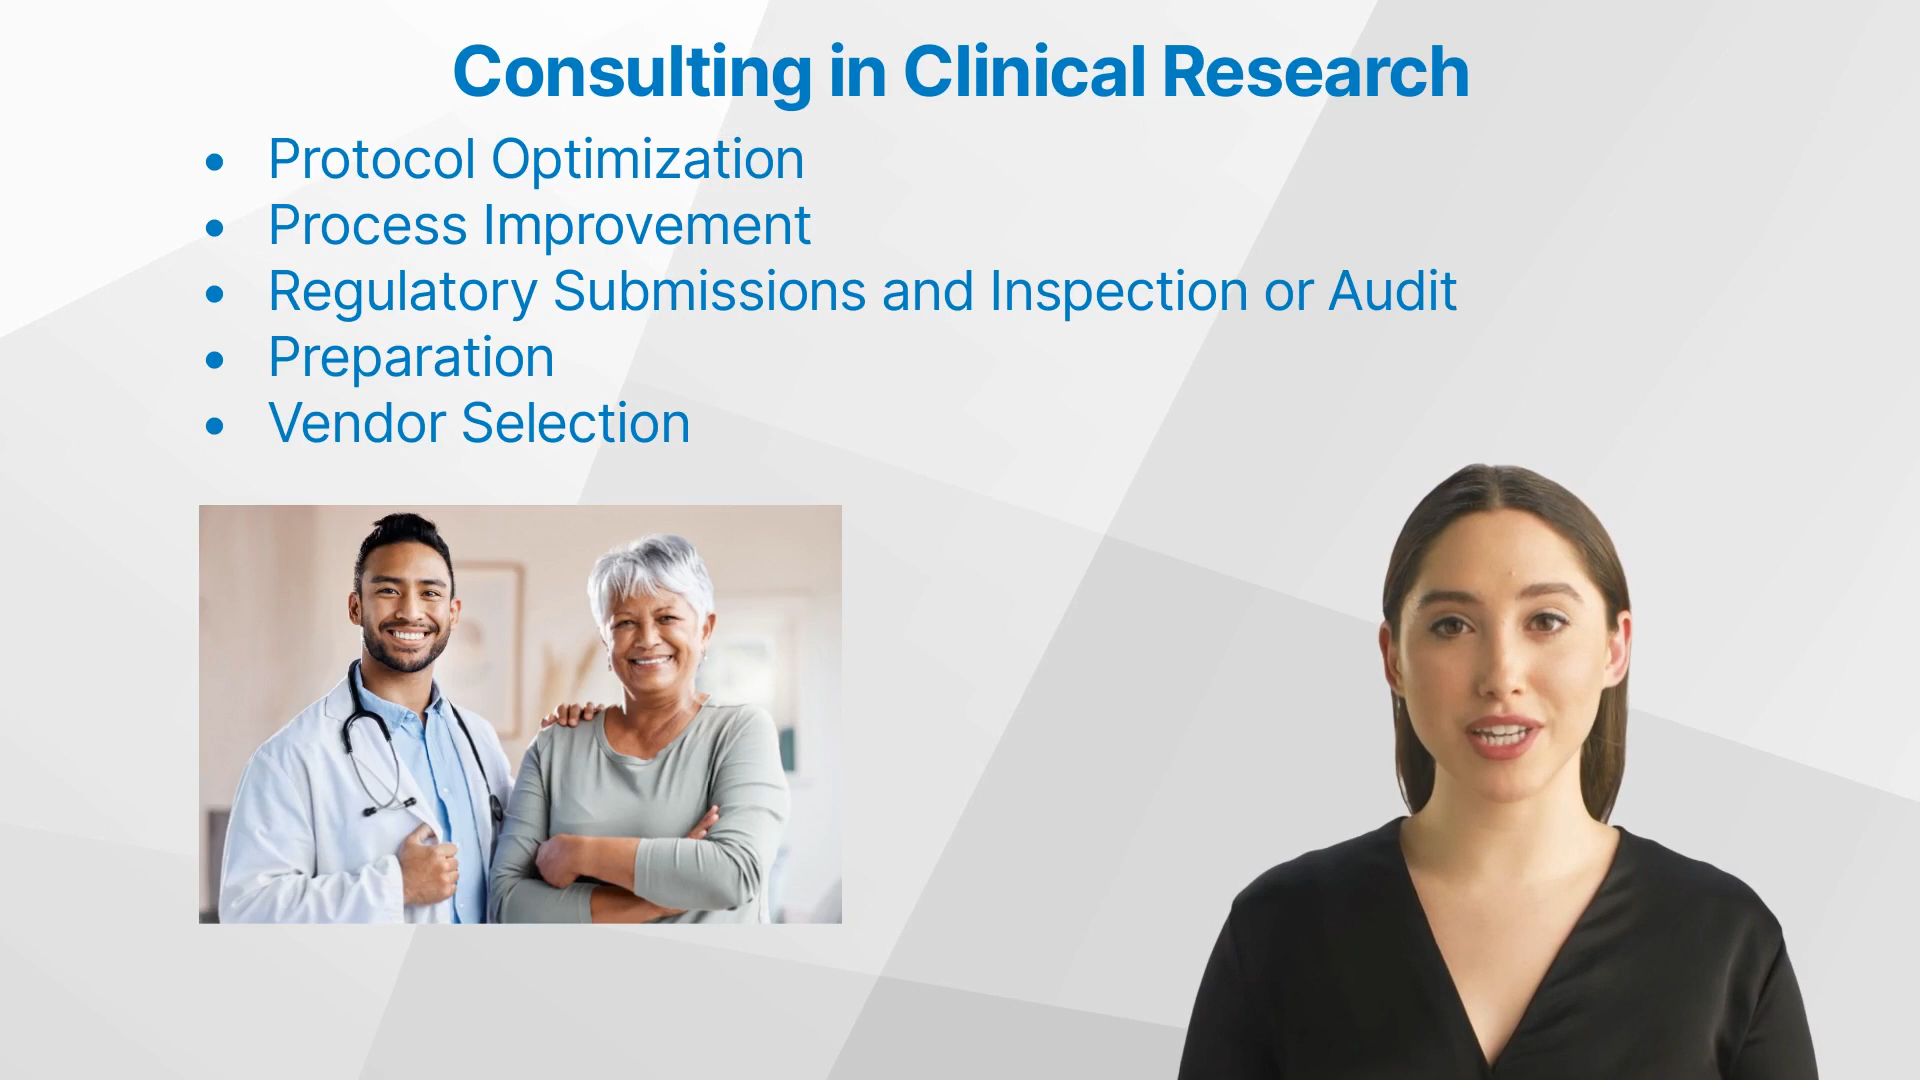 Consulting in Clinical Research
• Protocol Optimization
• Process Improvement
• Regulatory Submissions and Inspection or Audit
• Preparation
• Vendor Selection